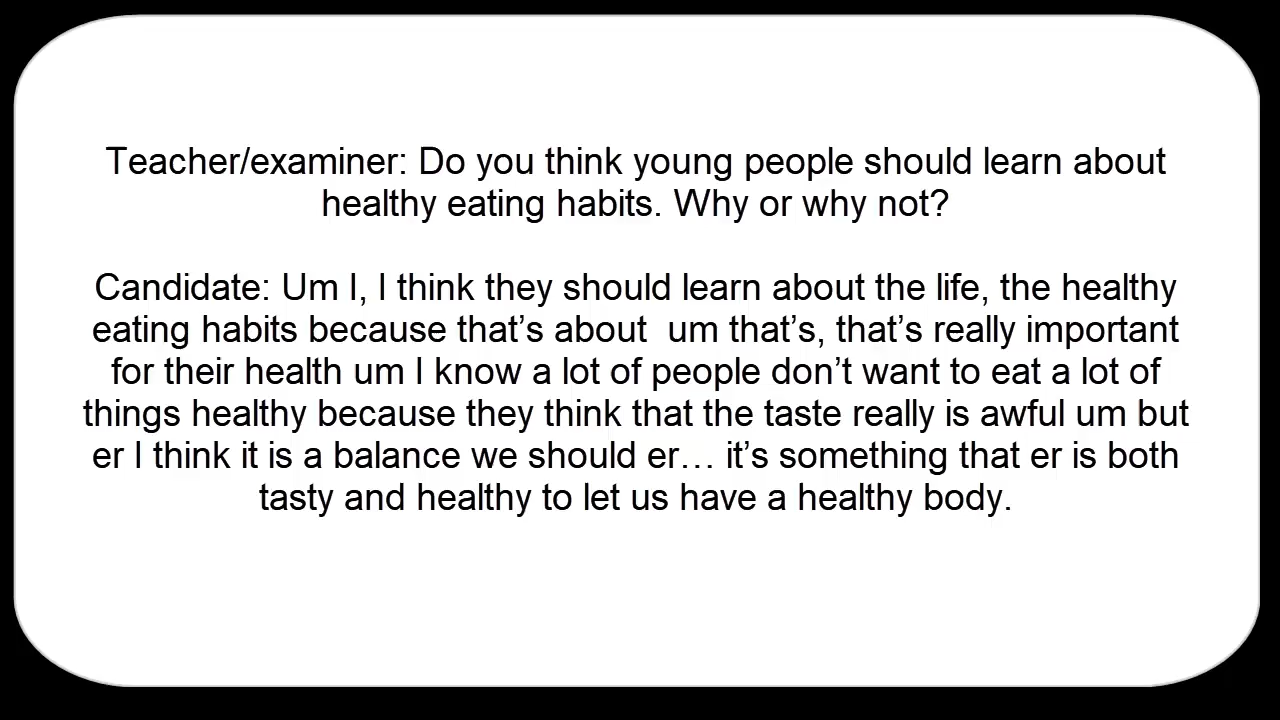 Teacher/examiner: Do you think young people should learn about
healthy eating habits. Why or why not?
Candidate: Um I, I think they should learn about the life, the healthy
eating habits because that’s about  um that’s, that’s really important
for their health um I know a lot of people don’t want to eat a lot of
things healthy because they think that the taste really is awful um but
er I think it is a balance we should er… it’s something that er is both
tasty and healthy to let us have a healthy body.